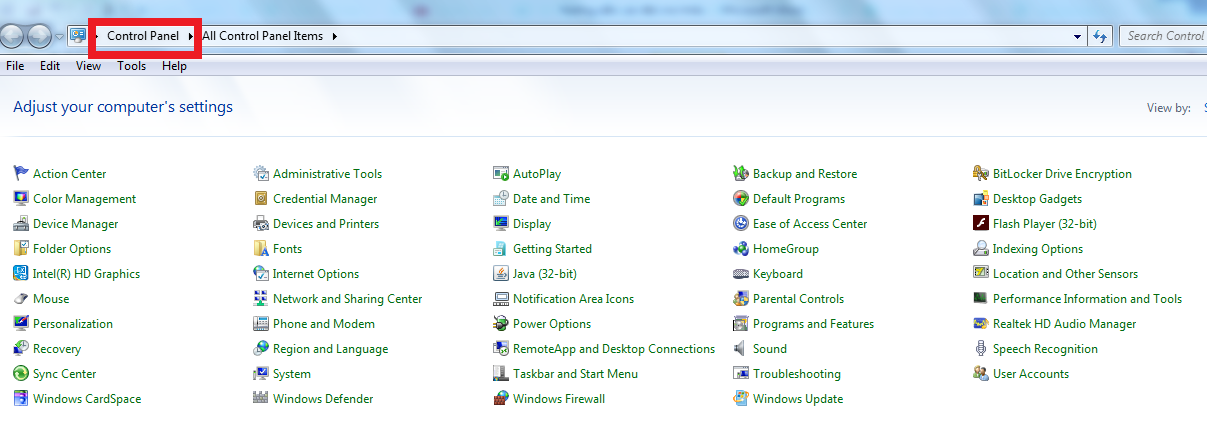 Control Panel All Control Panel Items Search Control
File Edit View Tools Help
Adjust your computer's settings
View by:
Action Center Administrative Tools AutoPlay Backup and Restore BitLocker Drive Encryption
Color Management Credential Manager Date and Time Default Programs Desktop Gadgets
Device Manager Devices and Printers Display Ease of Access Center Flash Player (32-bit)
Folder Options Fonts Getting Started HomeGroup Indexing Options
Intel(R) HD Graphics Internet Options Java (32-bit) Keyboard Location and Other Sensors
Mouse Network and Sharing Center Notification Area Icons Parental Controls Performance Information and Tools
Personalization Phone and Modem Power Options Programs and Features Realtek HD Audio Manager
Recovery Region and Language RemoteApp and Desktop Connections Sound Speech Recognition
Sync Center System Taskbar and Start Menu Troubleshooting User Accounts
Windows CardSpace Windows Defender Windows Firewall Windows Update